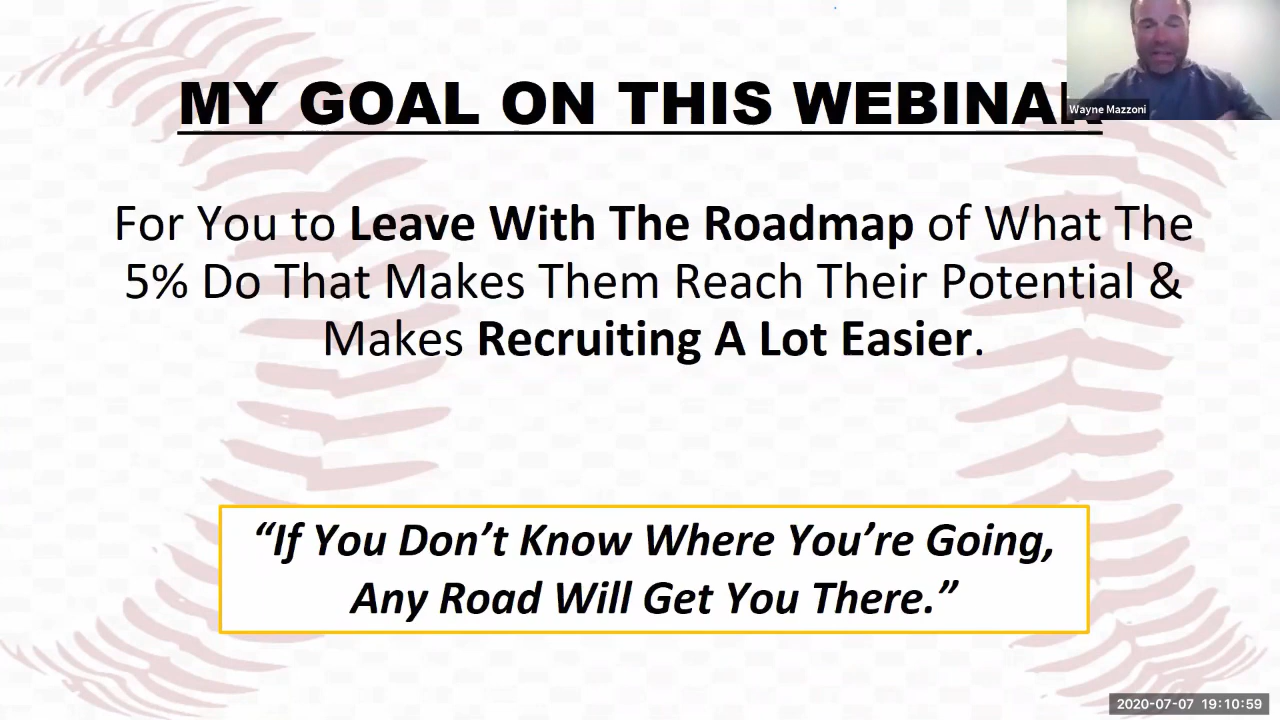 MY GOAL ON THIS WEBINAR
Wayne Mazzoni
For You to Leave With The Roadmap of What The
5% Do That Makes Them Reach Their Potential &
Makes Recruiting A Lot Easier.
“If You Don’t Know Where You’re Going,
Any Road Will Get You There.”
2020-07-07 19:10:59